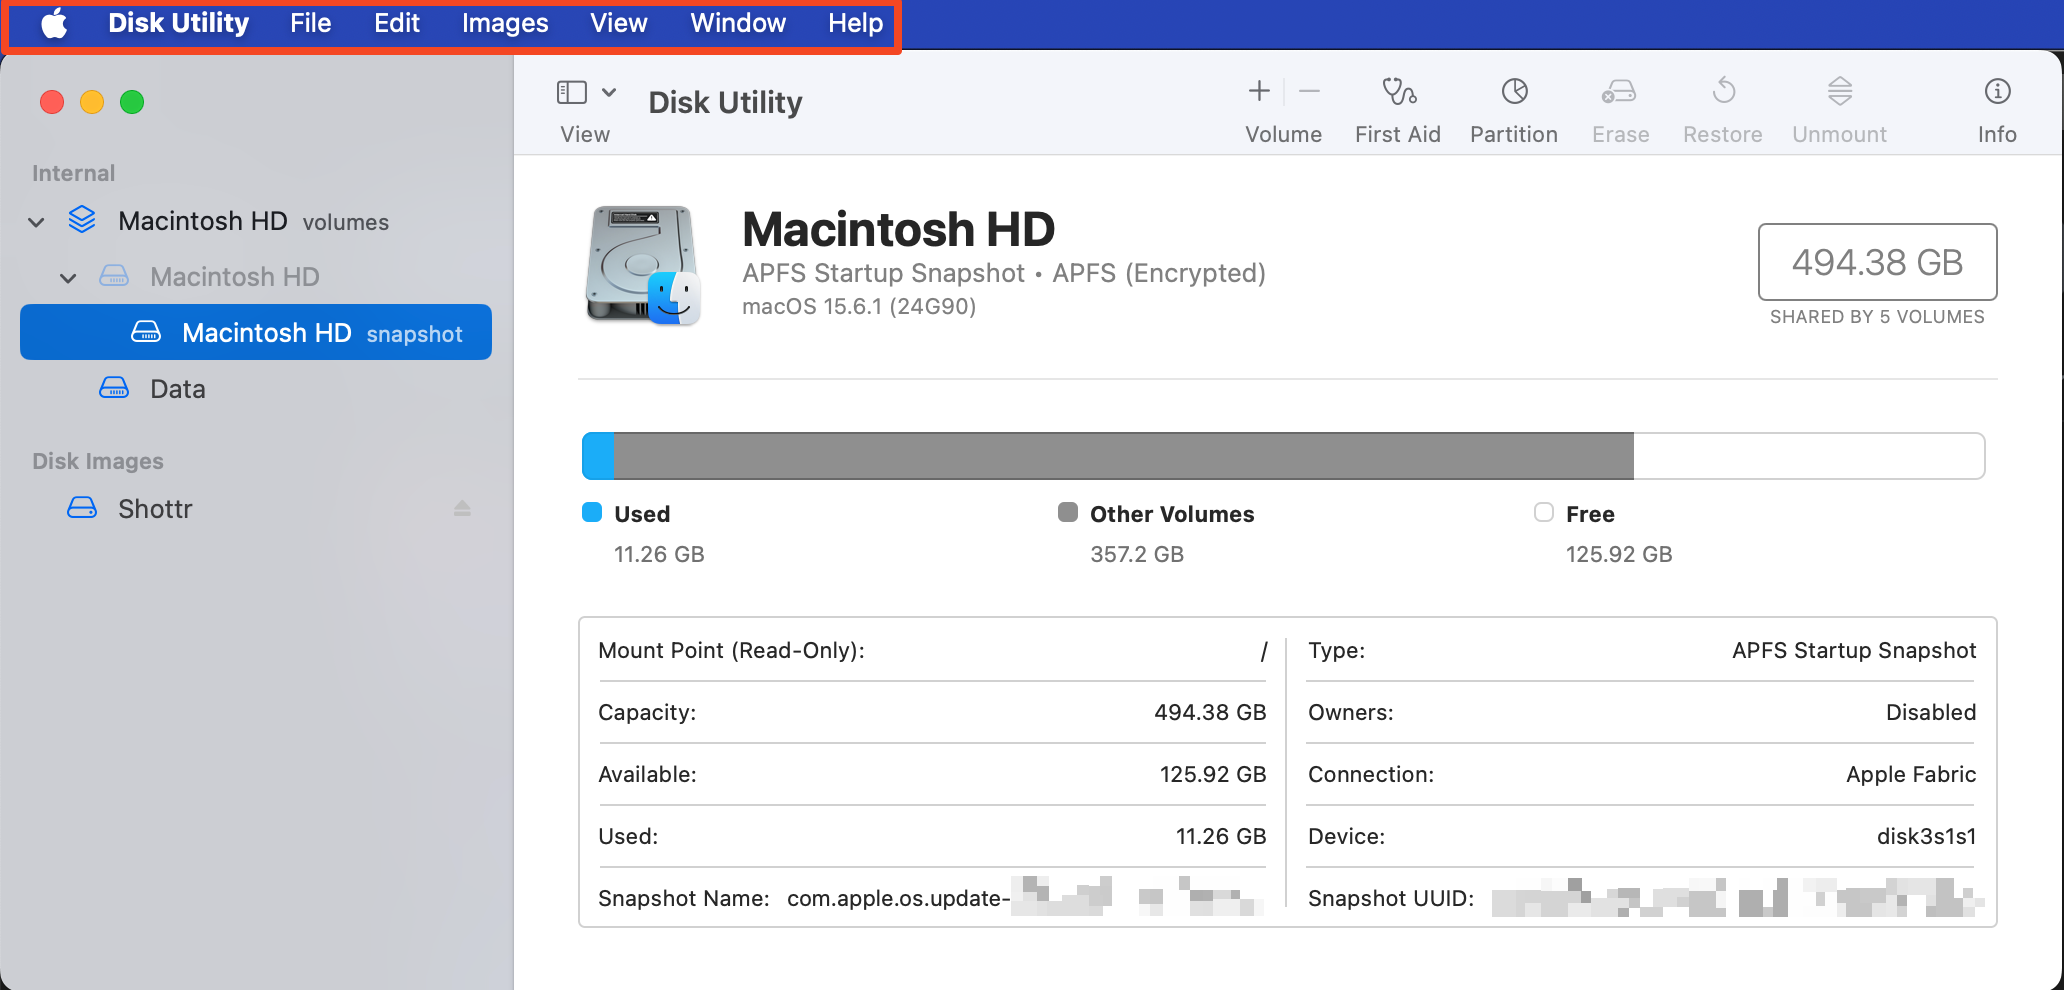 Disk Utility File Edit Images View Window Help
View
Disk Utility
Volume First Aid Partition Erase Restore Unmount Info
Internal
Macintosh HD volumes
Macintosh HD
Macintosh HD snapshot
Data
Disk Images
Shottr
Macintosh HD
APFS Startup Snapshot • APFS (Encrypted)
macOS 15.6.1 (24G90)
494.38 GB
SHARED BY 5 VOLUMES
Used
11.26 GB
Other Volumes
357.2 GB
Free
125.92 GB
Mount Point (Read-Only): /
Capacity: 494.38 GB
Available: 125.92 GB
Used: 11.26 GB
Snapshot Name: com.apple.os.update-
Type: APFS Startup Snapshot
Owners: Disabled
Connection: Apple Fabric
Device: disk3s1s1
Snapshot UUID: